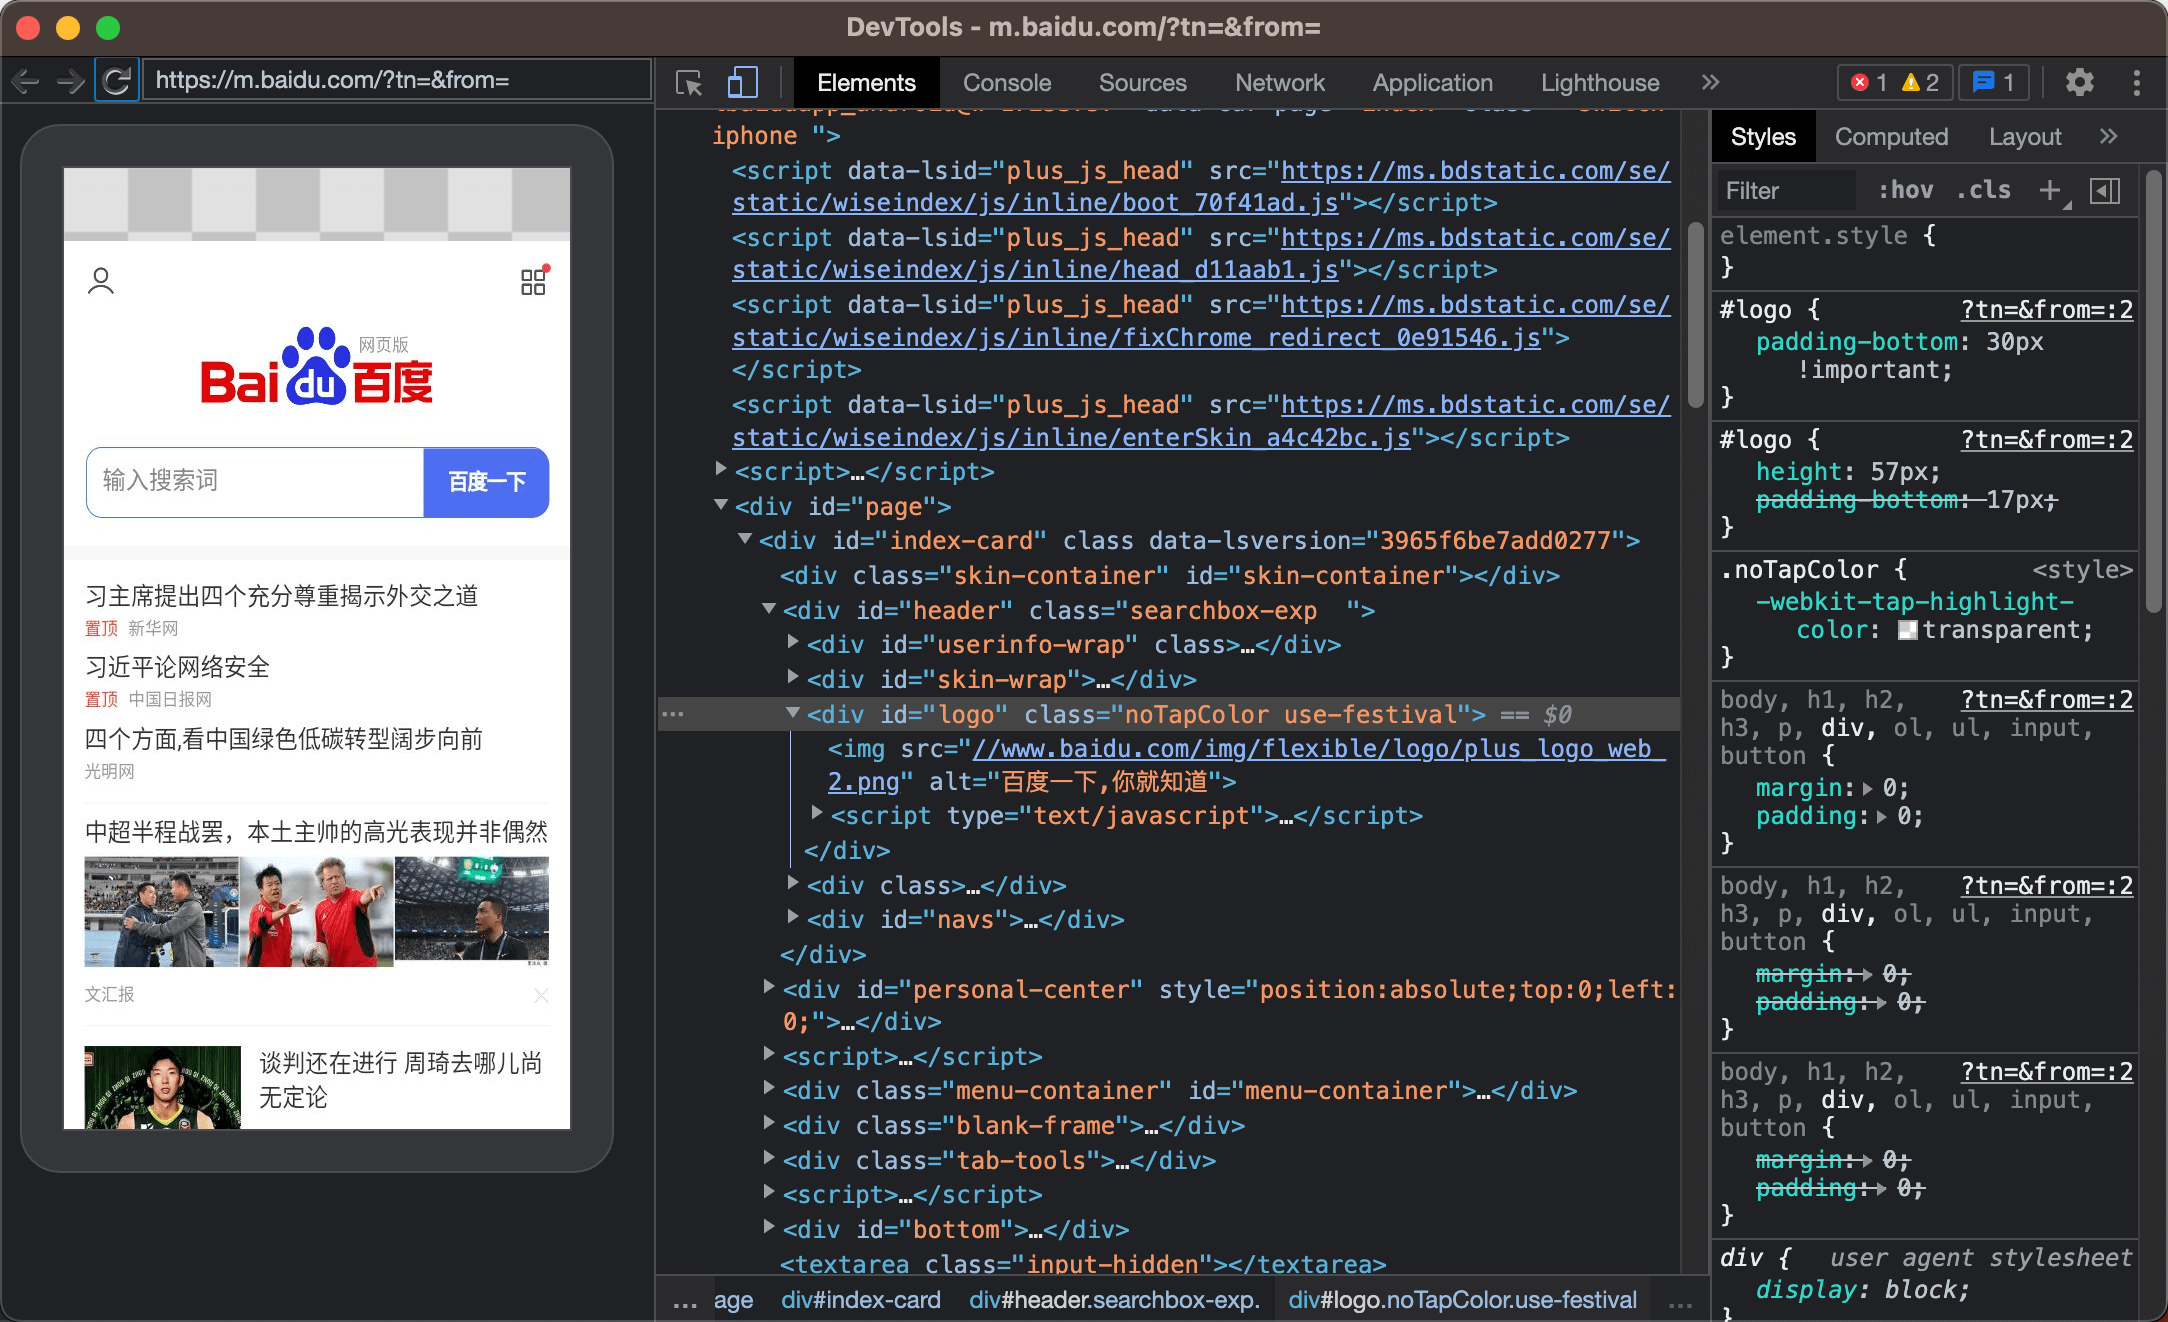 DevTools - m.baidu.com/?tn=&from=
https://m.baidu.com/?tn=&from=
Elements Console Sources Network Application Lighthouse » 1 2 1
网页版
Bai du 百度
输入搜索词 百度一下
习主席提出四个充分尊重揭示外交之道
置顶 新华网
习近平论网络安全
置顶 中国日报网
四个方面,看中国绿色低碳转型阔步向前
光明网
中超半程战罢，本土主帅的高光表现并非偶然
文汇报
谈判还在进行 周琦去哪儿尚
无定论
iphone ">
<script data-lsid="plus_js_head" src="https://ms.bdstatic.com/se/
static/wiseindex/js/inline/boot_70f41ad.js"></script>
<script data-lsid="plus_js_head" src="https://ms.bdstatic.com/se/
static/wiseindex/js/inline/head_d11aab1.js"></script>
<script data-lsid="plus_js_head" src="https://ms.bdstatic.com/se/
static/wiseindex/js/inline/fixChrome_redirect_0e91546.js">
</script>
<script data-lsid="plus_js_head" src="https://ms.bdstatic.com/se/
static/wiseindex/js/inline/enterSkin_a4c42bc.js"></script>
<script>…</script>
<div id="page">
<div id="index-card" class data-lsversion="3965f6be7add0277">
<div class="skin-container" id="skin-container"></div>
<div id="header" class="searchbox-exp  ">
<div id="userinfo-wrap" class>…</div>
<div id="skin-wrap">…</div>
… <div id="logo" class="noTapColor use-festival"> == $0
<img src="//www.baidu.com/img/flexible/logo/plus_logo_web_
2.png" alt="百度一下,你就知道">
<script type="text/javascript">…</script>
</div>
<div class>…</div>
<div id="navs">…</div>
</div>
<div id="personal-center" style="position:absolute;top:0;left:
0;">…</div>
<script>…</script>
<div class="menu-container" id="menu-container">…</div>
<div class="blank-frame">…</div>
<div class="tab-tools">…</div>
<script>…</script>
<div id="bottom">…</div>
<textarea class="input-hidden"></textarea>
… age div#index-card div#header.searchbox-exp. div#logo.noTapColor.use-festival …
Styles Computed Layout »
Filter :hov .cls +
element.style {
}
#logo { ?tn=&from=:2
padding-bottom: 30px
!important;
}
#logo { ?tn=&from=:2
height: 57px;
padding-bottom: 17px;
}
.noTapColor { <style>
-webkit-tap-highlight-
color: transparent;
}
body, h1, h2, ?tn=&from=:2
h3, p, div, ol, ul, input,
button {
margin: 0;
padding: 0;
}
body, h1, h2, ?tn=&from=:2
h3, p, div, ol, ul, input,
button {
margin: 0;
padding: 0;
}
body, h1, h2, ?tn=&from=:2
h3, p, div, ol, ul, input,
button {
margin: 0;
padding: 0;
}
div { user agent stylesheet
display: block;
}